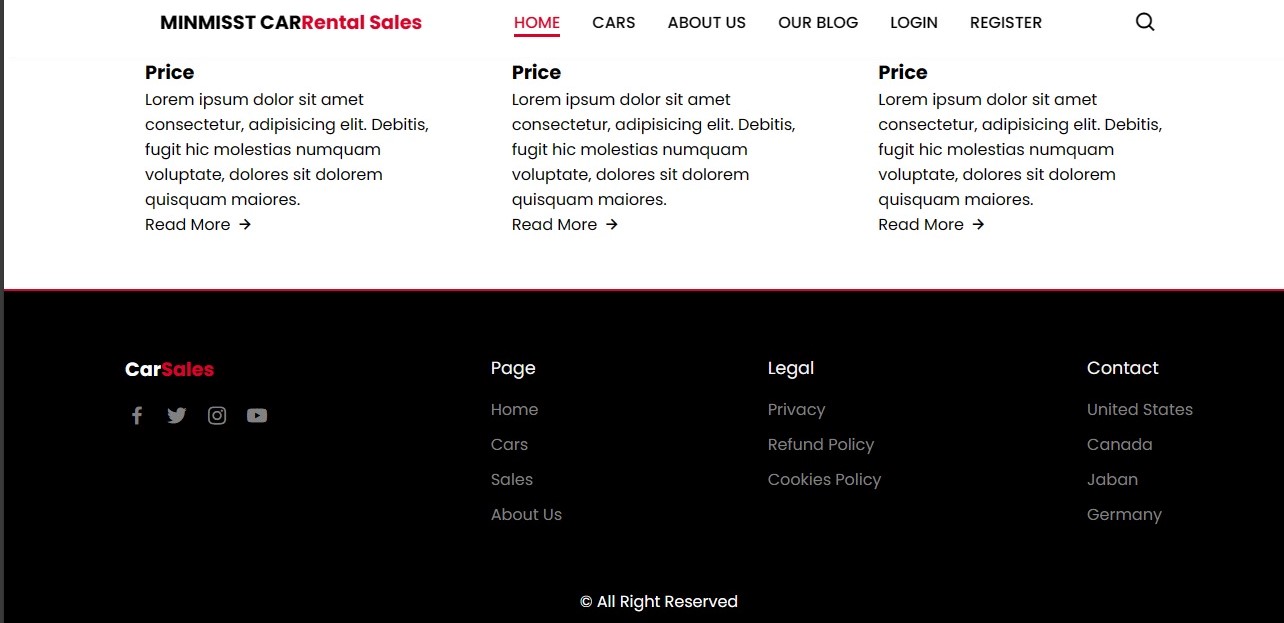 MINMISST CARRental Sales
HOME CARS ABOUT US OUR BLOG LOGIN REGISTER
Price
Lorem ipsum dolor sit amet
consectetur, adipisicing elit. Debitis,
fugit hic molestias numquam
voluptate, dolores sit dolorem
quisquam maiores.
Read More →
Price
Lorem ipsum dolor sit amet
consectetur, adipisicing elit. Debitis,
fugit hic molestias numquam
voluptate, dolores sit dolorem
quisquam maiores.
Read More →
Price
Lorem ipsum dolor sit amet
consectetur, adipisicing elit. Debitis,
fugit hic molestias numquam
voluptate, dolores sit dolorem
quisquam maiores.
Read More →
CarSales
Page
Home
Cars
Sales
About Us
Legal
Privacy
Refund Policy
Cookies Policy
Contact
United States
Canada
Jaban
Germany
© All Right Reserved